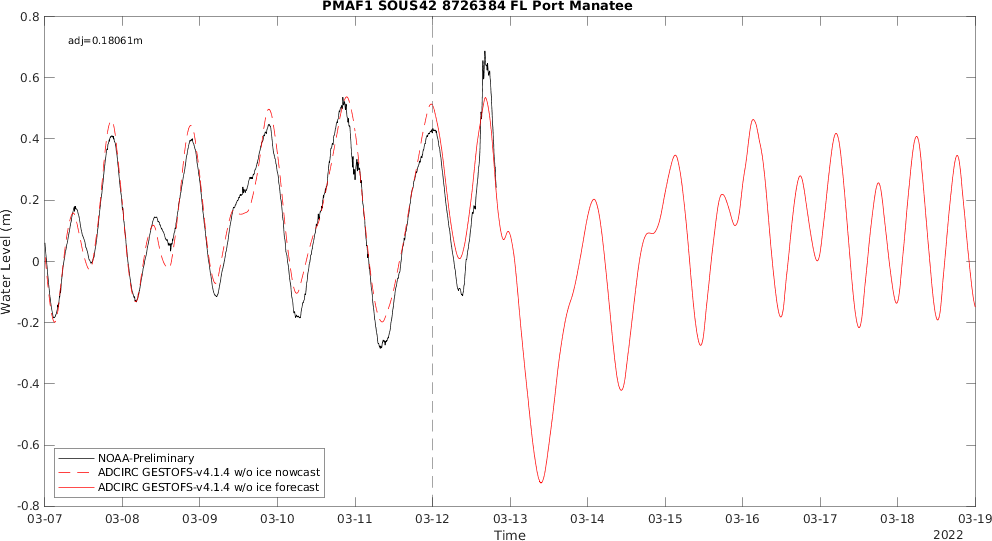 PMAF1 SOUS42 8726384 FL Port Manatee
adj=0.18061m
0.8
0.6
0.4
0.2
0
-0.2
-0.4
-0.6
-0.8
Water Level (m)
NOAA-Preliminary
ADCIRC GESTOFS-v4.1.4 w/o ice nowcast
ADCIRC GESTOFS-v4.1.4 w/o ice forecast
03-07 03-08 03-09 03-10 03-11 03-12 03-13 03-14 03-15 03-16 03-17 03-18 03-19
Time
2022